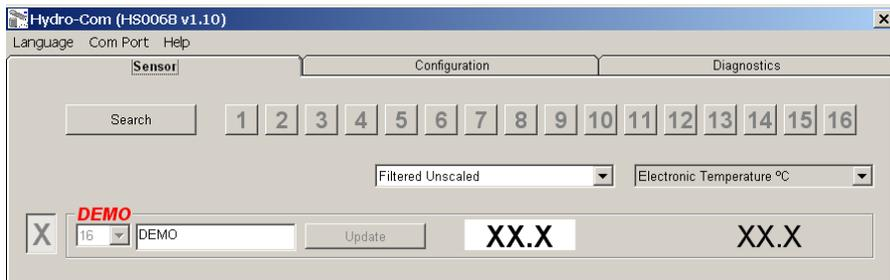 Hydro-Com (HS0068 v1.10)
Language Com Port Help
Sensor Configuration Diagnostics
Search 1 2 3 4 5 6 7 8 9 10 11 12 13 14 15 16
Filtered Unscaled Electronic Temperature ºC
DEMO
X 16 DEMO Update XX.X XX.X